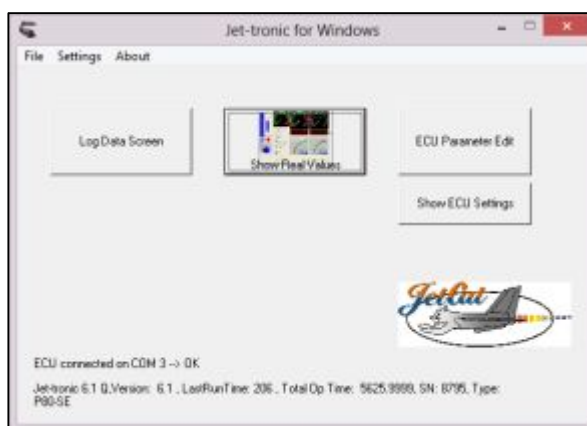 Jet-tronic for Windows
File Settings About
Log Data Screen
Show Real Values
ECU Parameter Edit
Show ECU Settings
JetCat
ECU connected on COM 3 --> OK
Jet-tronic 6.1 Q,Version: 6.1 , LastRunTime: 206 , Total Op Time: 5625.9999, SN: 8795, Type:
P80-SE